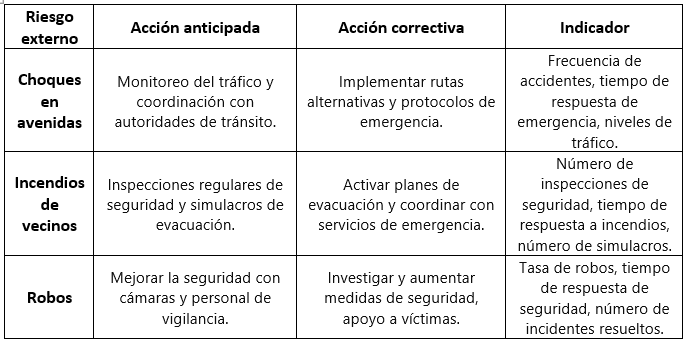 Riesgo
externo
Acción anticipada
Acción correctiva
Indicador
Choques
en
avenidas
Monitoreo del tráfico y
coordinación con
autoridades de tránsito.
Implementar rutas
alternativas y protocolos de
emergencia.
Frecuencia de
accidentes, tiempo de
respuesta de
emergencia, niveles de
tráfico.
Incendios
de
vecinos
Inspecciones regulares de
seguridad y simulacros de
evacuación.
Activar planes de
evacuación y coordinar con
servicios de emergencia.
Número de
inspecciones de
seguridad, tiempo de
respuesta a incendios,
número de simulacros.
Robos
Mejorar la seguridad con
cámaras y personal de
vigilancia.
Investigar y aumentar
medidas de seguridad,
apoyo a víctimas.
Tasa de robos, tiempo
de respuesta de
seguridad, número de
incidentes resueltos.